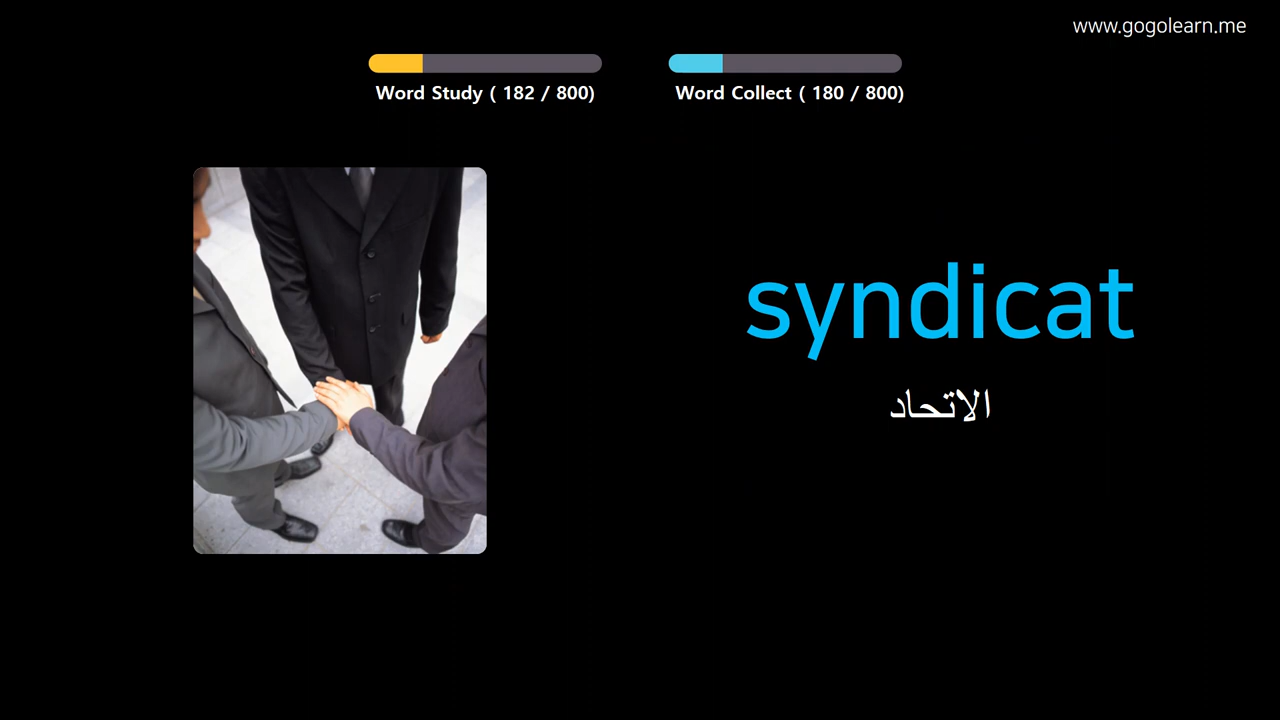 www.gogolearn.me
Word Study ( 182 / 800)
Word Collect ( 180 / 800)
syndicat
الاتحاد